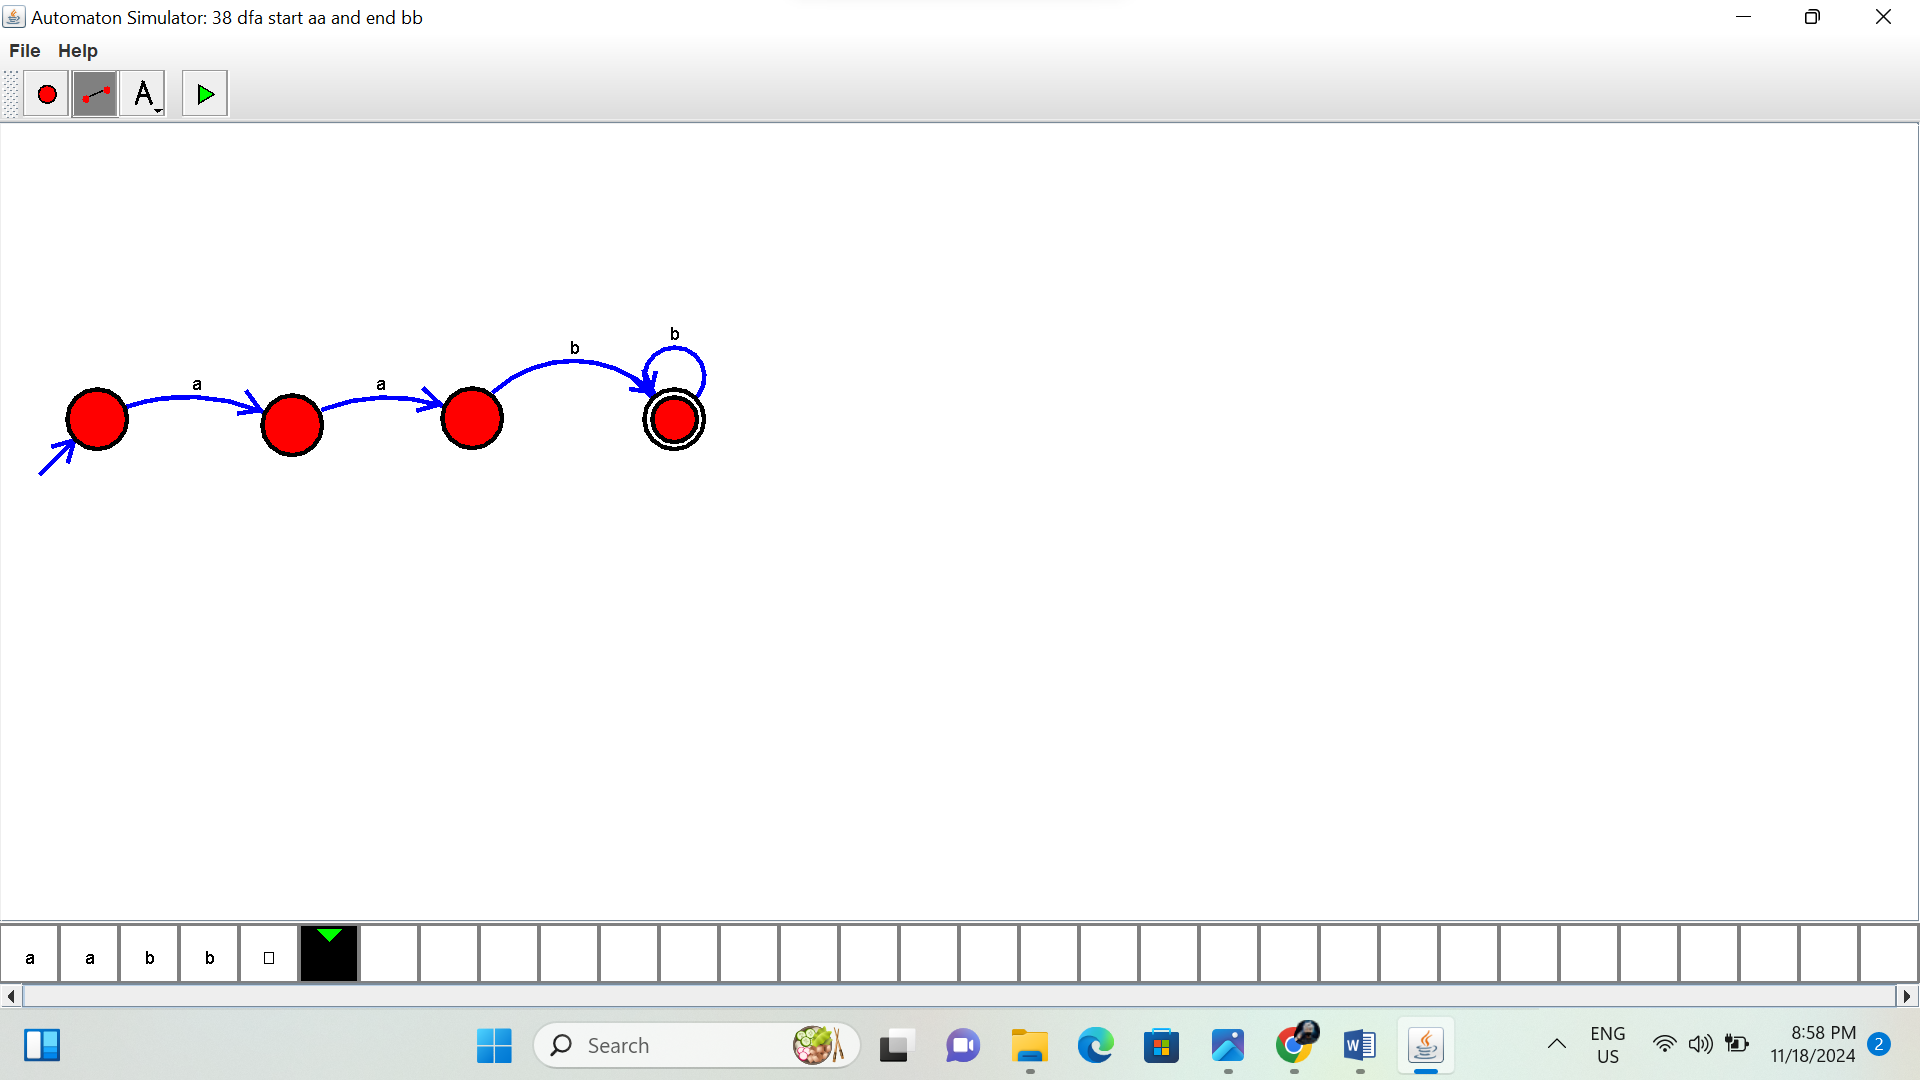 Automaton Simulator: 38 dfa start aa and end bb
File Help
A
b
b
a a
a a b b
Search
ENG
US
8:58 PM
11/18/2024
2